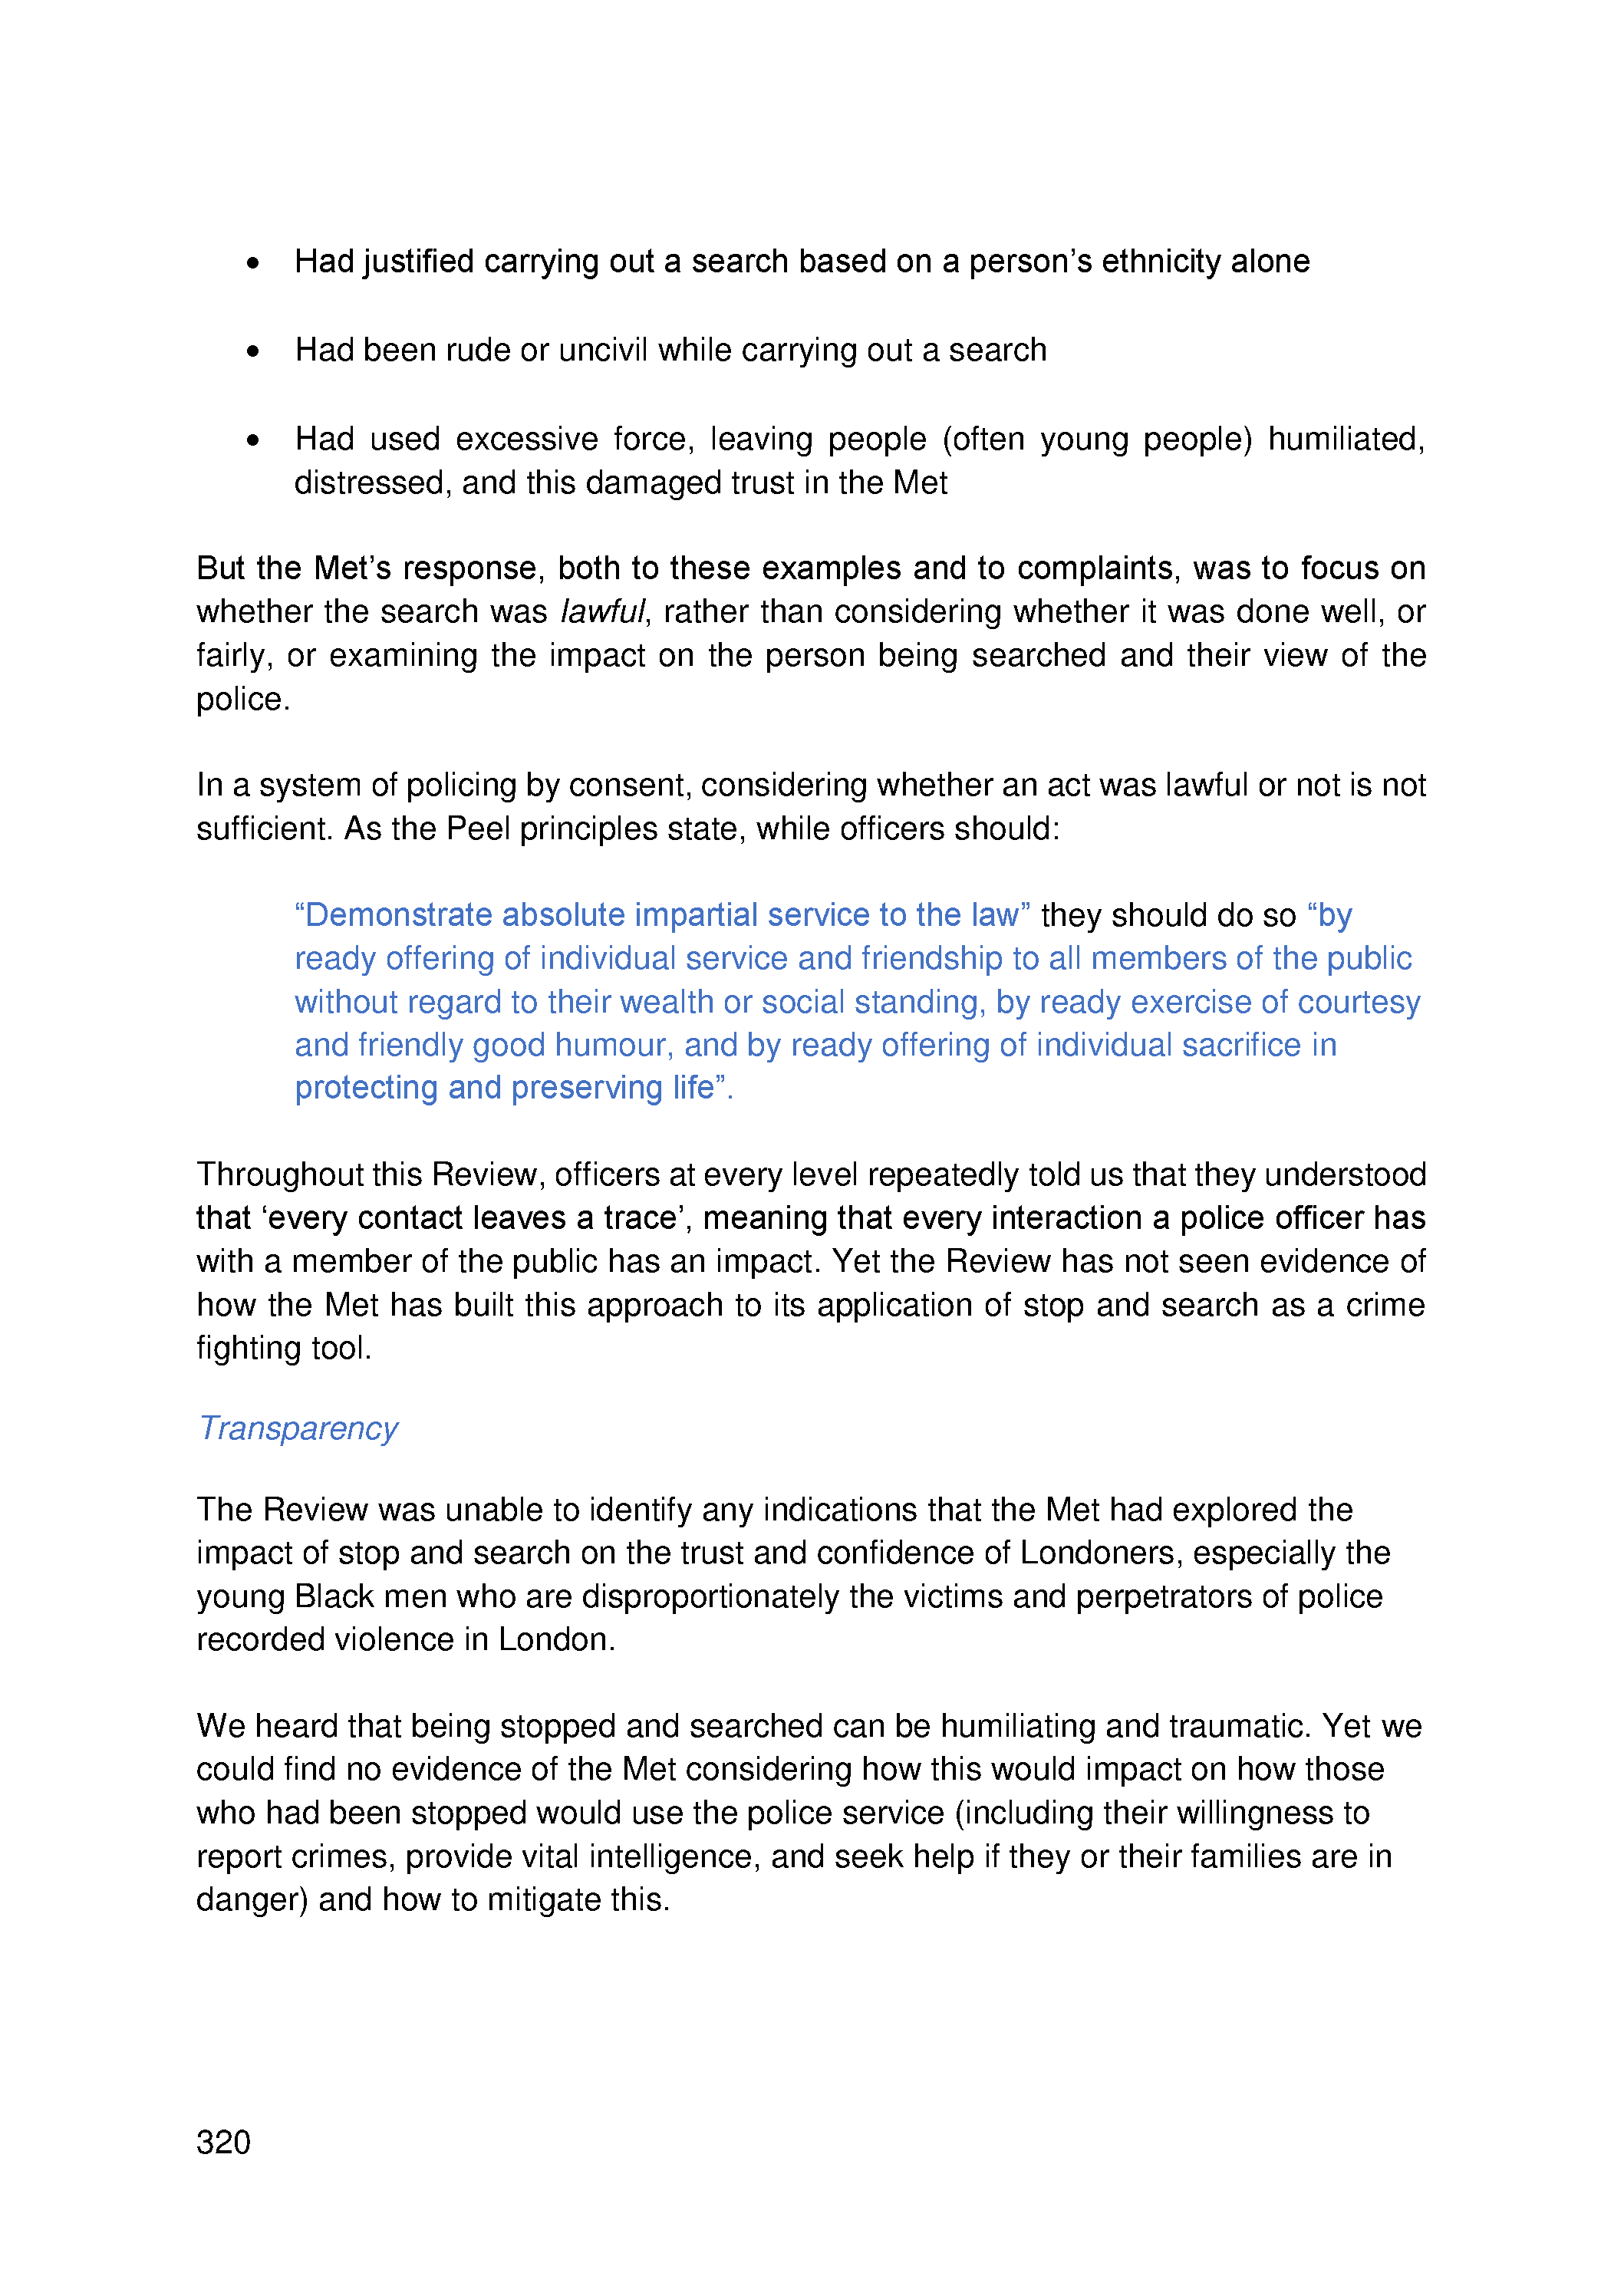 • Had justified carrying out a search based on a person’s ethnicity alone
• Had been rude or uncivil while carrying out a search
• Had used excessive force, leaving people (often young people) humiliated,
distressed, and this damaged trust in the Met
But the Met’s response, both to these examples and to complaints, was to focus on
whether the search was lawful, rather than considering whether it was done well, or
fairly, or examining the impact on the person being searched and their view of the
police.
In a system of policing by consent, considering whether an act was lawful or not is not
sufficient. As the Peel principles state, while officers should:
“Demonstrate absolute impartial service to the law” they should do so “by
ready offering of individual service and friendship to all members of the public
without regard to their wealth or social standing, by ready exercise of courtesy
and friendly good humour, and by ready offering of individual sacrifice in
protecting and preserving life”.
Throughout this Review, officers at every level repeatedly told us that they understood
that ‘every contact leaves a trace’, meaning that every interaction a police officer has
with a member of the public has an impact. Yet the Review has not seen evidence of
how the Met has built this approach to its application of stop and search as a crime
fighting tool.
Transparency
The Review was unable to identify any indications that the Met had explored the
impact of stop and search on the trust and confidence of Londoners, especially the
young Black men who are disproportionately the victims and perpetrators of police
recorded violence in London.
We heard that being stopped and searched can be humiliating and traumatic. Yet we
could find no evidence of the Met considering how this would impact on how those
who had been stopped would use the police service (including their willingness to
report crimes, provide vital intelligence, and seek help if they or their families are in
danger) and how to mitigate this.
320